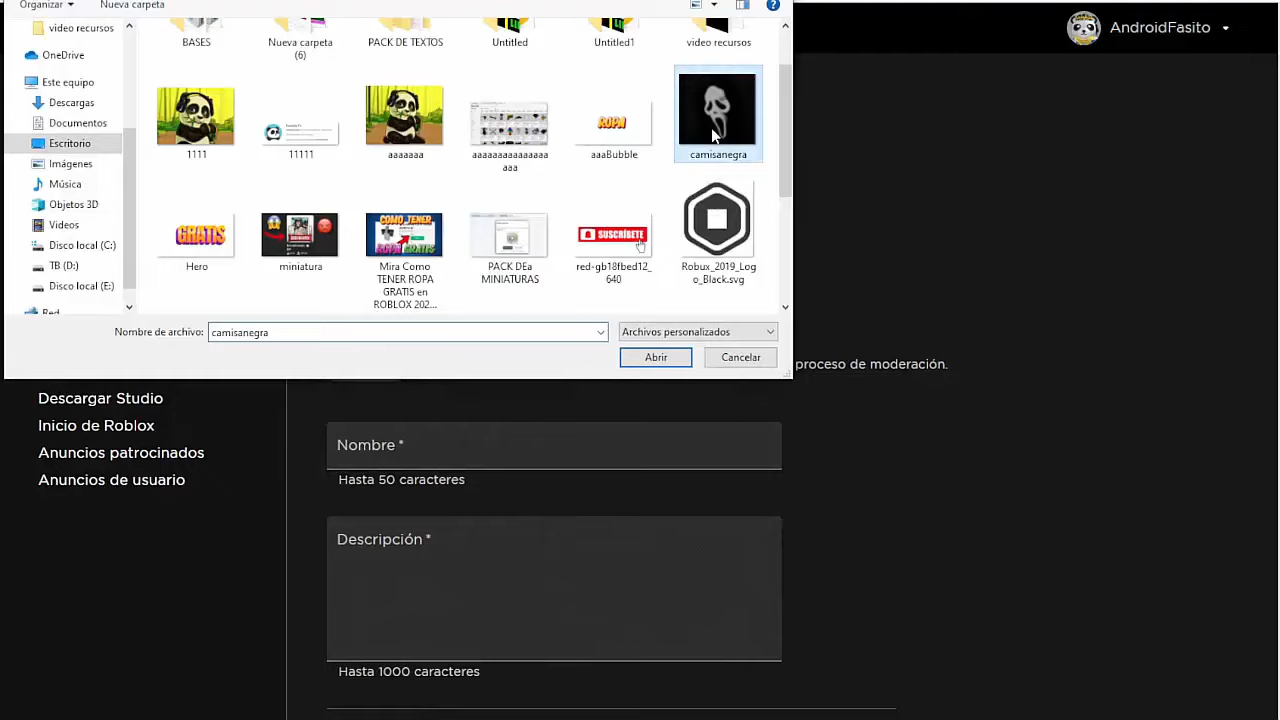 Organizar
Nueva carpeta
video recursos
OneDrive
Este equipo
Descargas
Documentos
Escritorio
Imágenes
Música
Objetos 3D
Videos
Disco local (C:)
TB (D:)
Disco local (E:)
Red
BASES
Nueva carpeta
(6)
PACK DE TEXTOS
Untitled
Untitled1
video recursos
1111
11111
aaaaaaa
aaaaaaaaaaaaaaa
aaa
ROPA
aaaBubble
camisanegra
GRATIS
Hero
miniatura
COMO TENER
ROPA GRATIS
Mira Como
TENER ROPA
GRATIS en
ROBLOX 202...
PACK DEa
MINIATURAS
SUSCRÍBETE
red-gb18fbed12_
640
Robux_2019_Log
o_Black.svg
Nombre de archivo:
camisanegra
Archivos personalizados
Abrir
Cancelar
AndroidFasito
proceso de moderación.
Descargar Studio
Inicio de Roblox
Anuncios patrocinados
Anuncios de usuario
Nombre *
Hasta 50 caracteres
Descripción *
Hasta 1000 caracteres